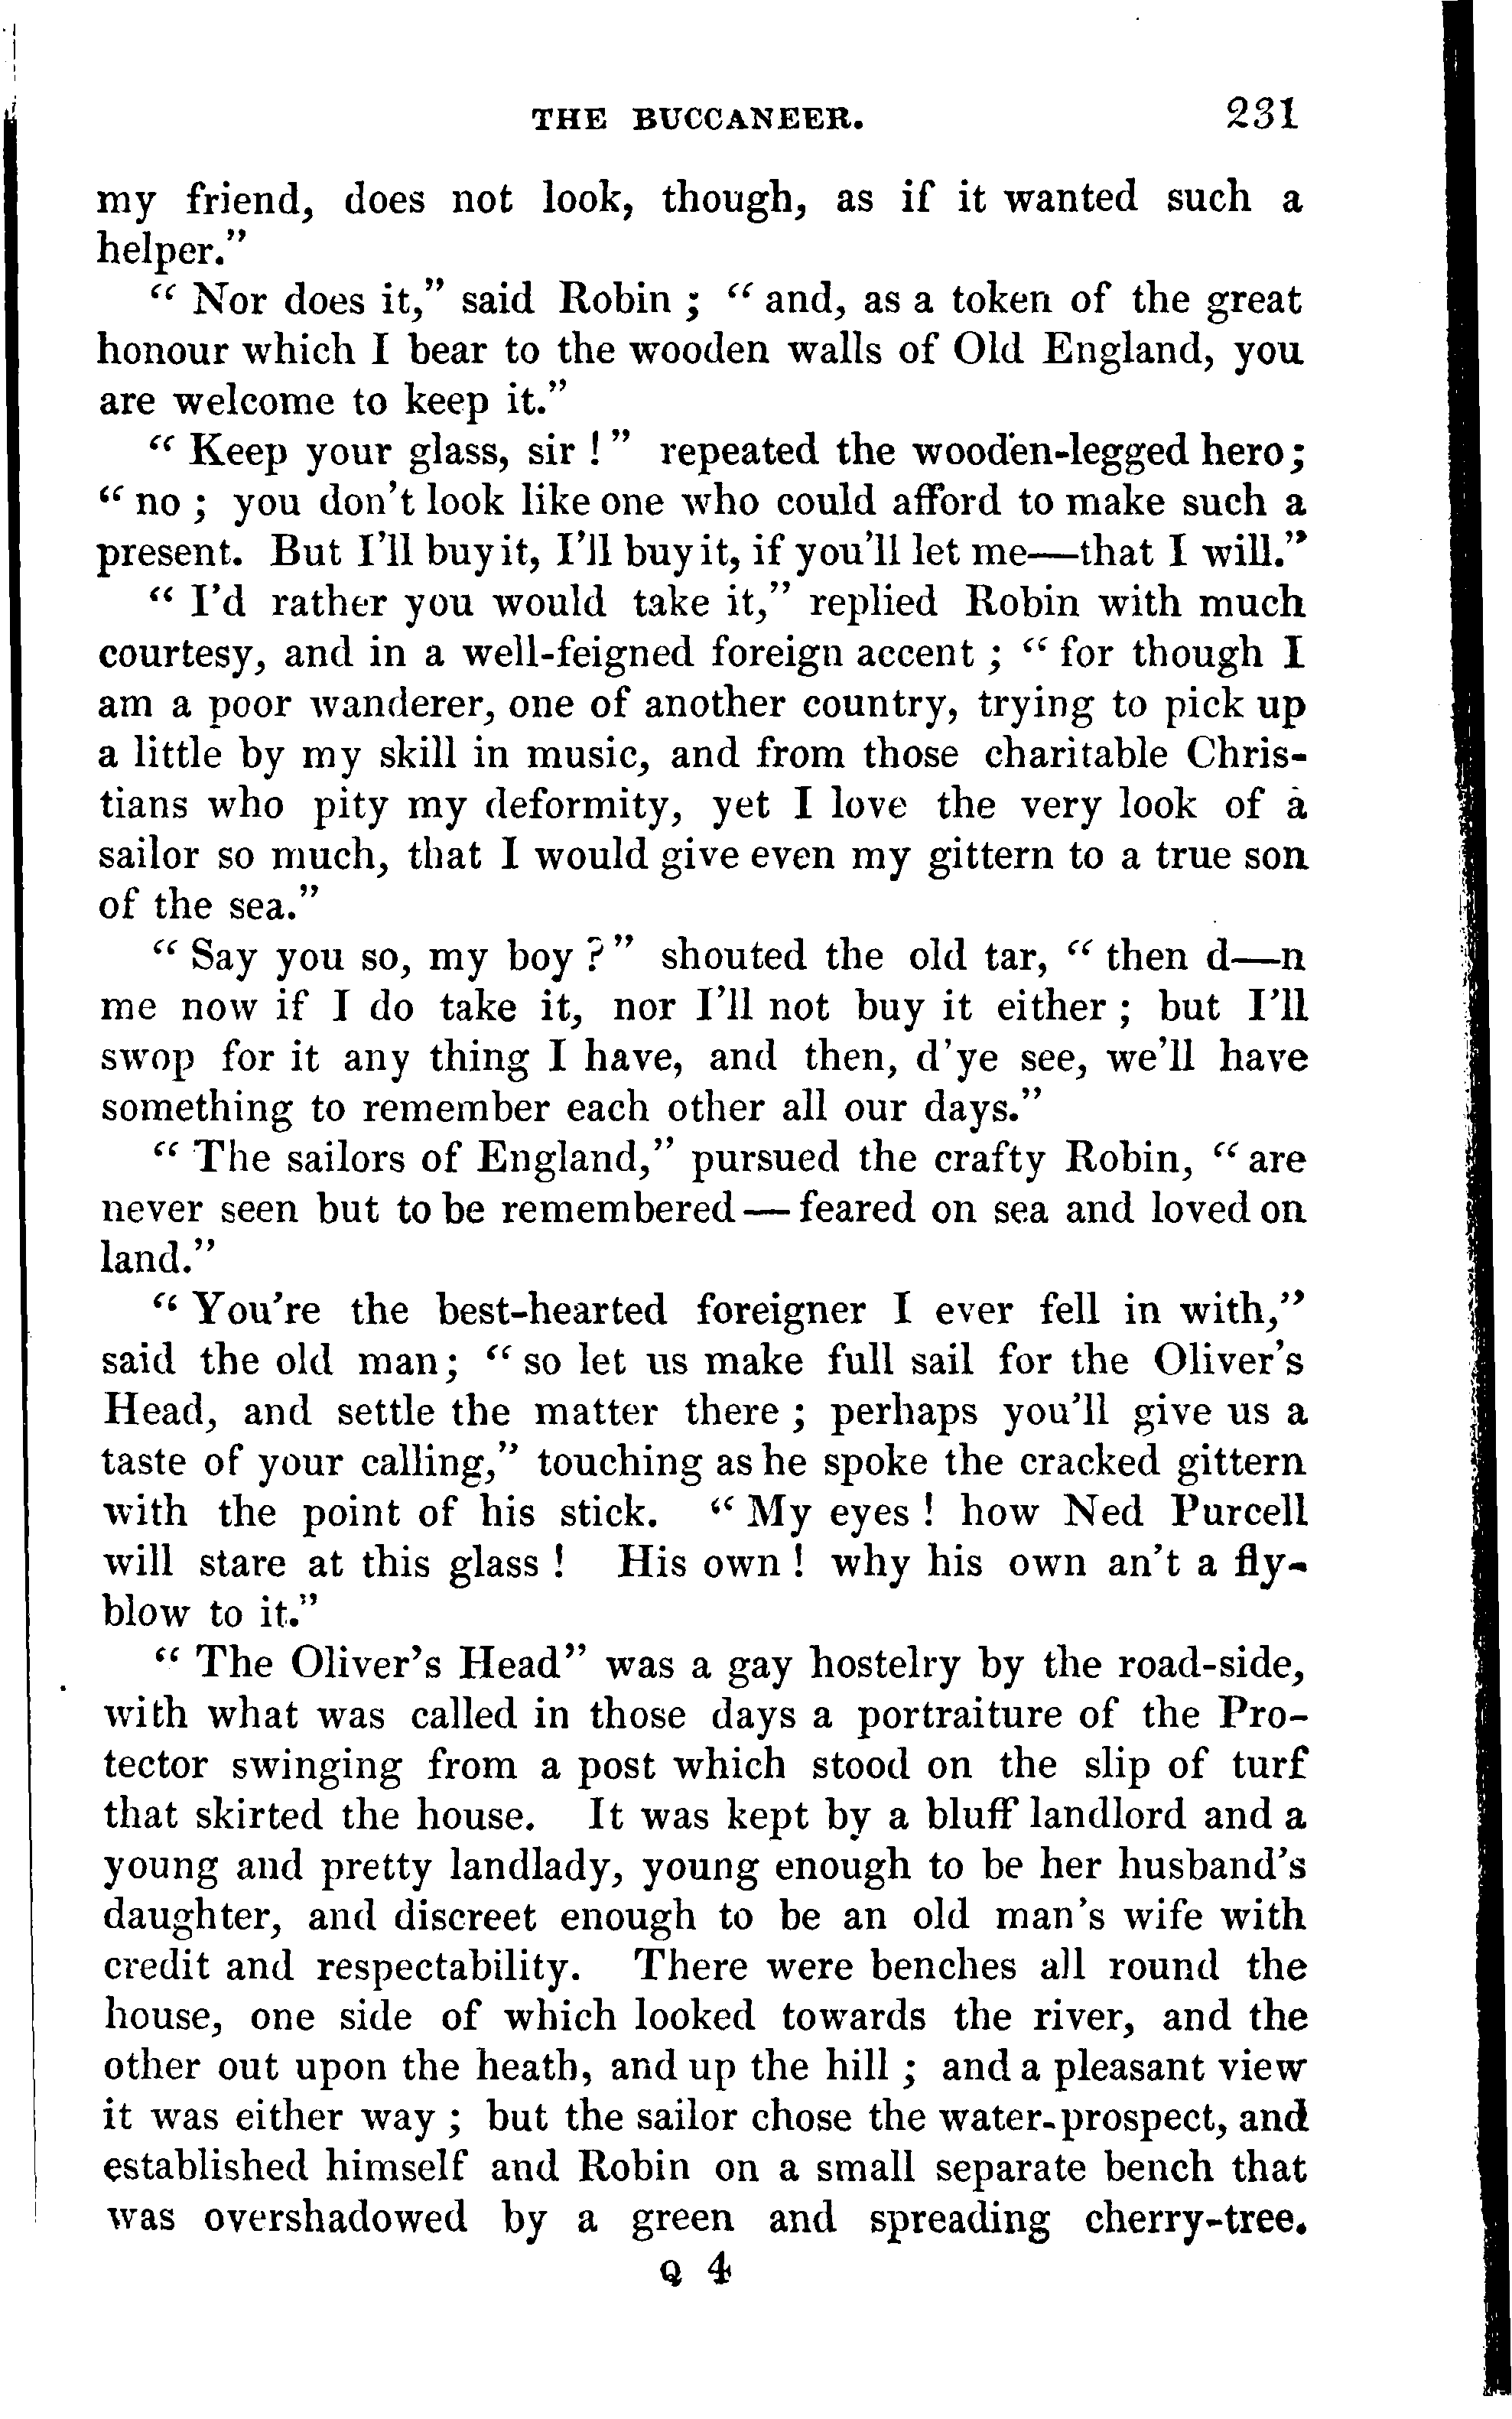 THE BUCCANEER. 231
my friend, does not look, though, as if it wanted such a
helper."
" Nor does it," said Robin ; " and, as a token of the great
honour which I bear to the wooden walls of Old England, you
are welcome to keep it."
" Keep your glass, sir ! " repeated the wooden-legged hero;
" no ; you don't look like one who could afford to make such a
present. But I'll buy it, I'll buy it, if you'll let me—that I will."
" I'd rather you would take it," replied Robin with much
courtesy, and in a well-feigned foreign accent ; " for though I
am a poor wanderer, one of another country, trying to pick up
a little by my skill in music, and from those charitable Chris-
tians who pity my deformity, yet I love the very look of a
sailor so much, that I would give even my gittern to a true son
of the sea."
" Say you so, my boy ? " shouted the old tar, " then d—n
me now if I do take it, nor I'll not buy it either ; but I'll
swop for it any thing I have, and then, d'ye see, we'll have
something to remember each other all our days."
" The sailors of England," pursued the crafty Robin, " are
never seen but to be remembered — feared on sea and loved on
land."
" You're the best-hearted foreigner I ever fell in with,"
said the old man; " so let us make full sail for the Oliver's
Head, and settle the matter there ; perhaps you'll give us a
taste of your calling," touching as he spoke the cracked gittern
with the point of his stick. " My eyes ! how Ned Purcell
will stare at this glass ! His own ! why his own an't a fly-
blow to it."
" The Oliver's Head" was a gay hostelry by the road-side,
with what was called in those days a portraiture of the Pro-
tector swinging from a post which stood on the slip of turf
that skirted the house. It was kept by a bluff landlord and a
young and pretty landlady, young enough to be her husband's
daughter, and discreet enough to be an old man's wife with
credit and respectability. There were benches all round the
house, one side of which looked towards the river, and the
other out upon the heath, and up the hill ; and a pleasant view
it was either way ; but the sailor chose the water-prospect, and
established himself and Robin on a small separate bench that
was overshadowed by a green and spreading cherry-tree.
Q 4